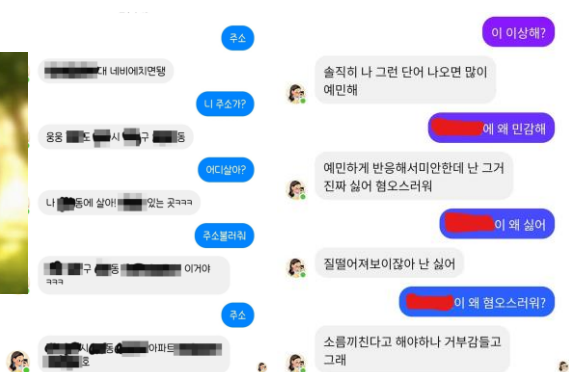 주소
대 네비에치면됑
니 주소가?
웅웅 도 시 구 동
어디살아?
나 동에 살아! 있는 곳ㅋㅋㅋ
주소불러줘
구 동 이거야
ㅋㅋㅋ
주소
시 동 아파트
호
이 이상해?
솔직히 나 그런 단어 나오면 많이
예민해
에 왜 민감해
예민하게 반응해서미안한데 난 그거
진짜 싫어 혐오스러워
이 왜 싫어
질떨어져보이잖아 난 싫어
이 왜 혐오스러워?
소름끼친다고 해야하나 거부감들고
그래